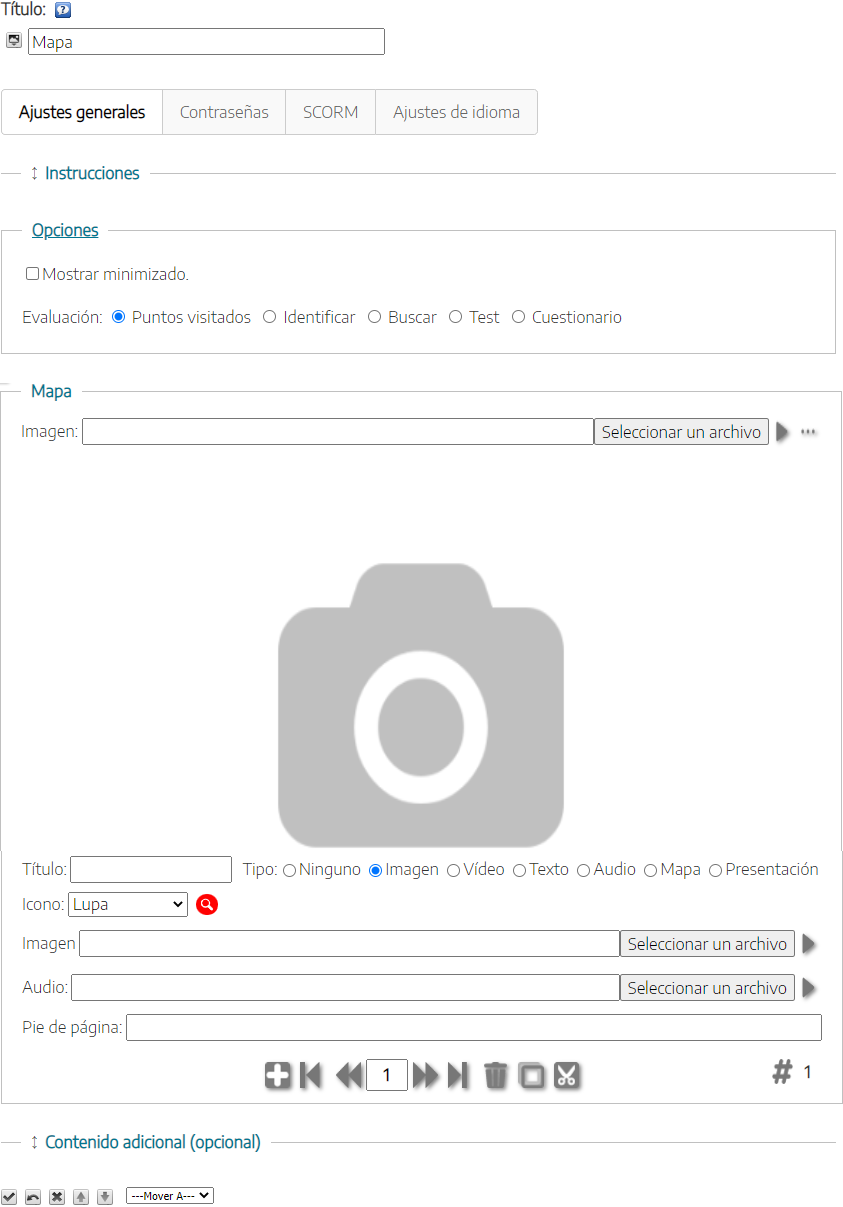 Título:
Mapa
Ajustes generales Contraseñas SCORM Ajustes de idioma
↕ Instrucciones
Opciones
Mostrar minimizado.
Evaluación: Puntos visitados Identificar Buscar Test Cuestionario
Mapa
Imagen: Seleccionar un archivo ...
Título: Tipo: Ninguno Imagen Vídeo Texto Audio Mapa Presentación
Icono: Lupa
Imagen Seleccionar un archivo
Audio: Seleccionar un archivo
Pie de página:
1 # 1
↕ Contenido adicional (opcional)
---Mover A---